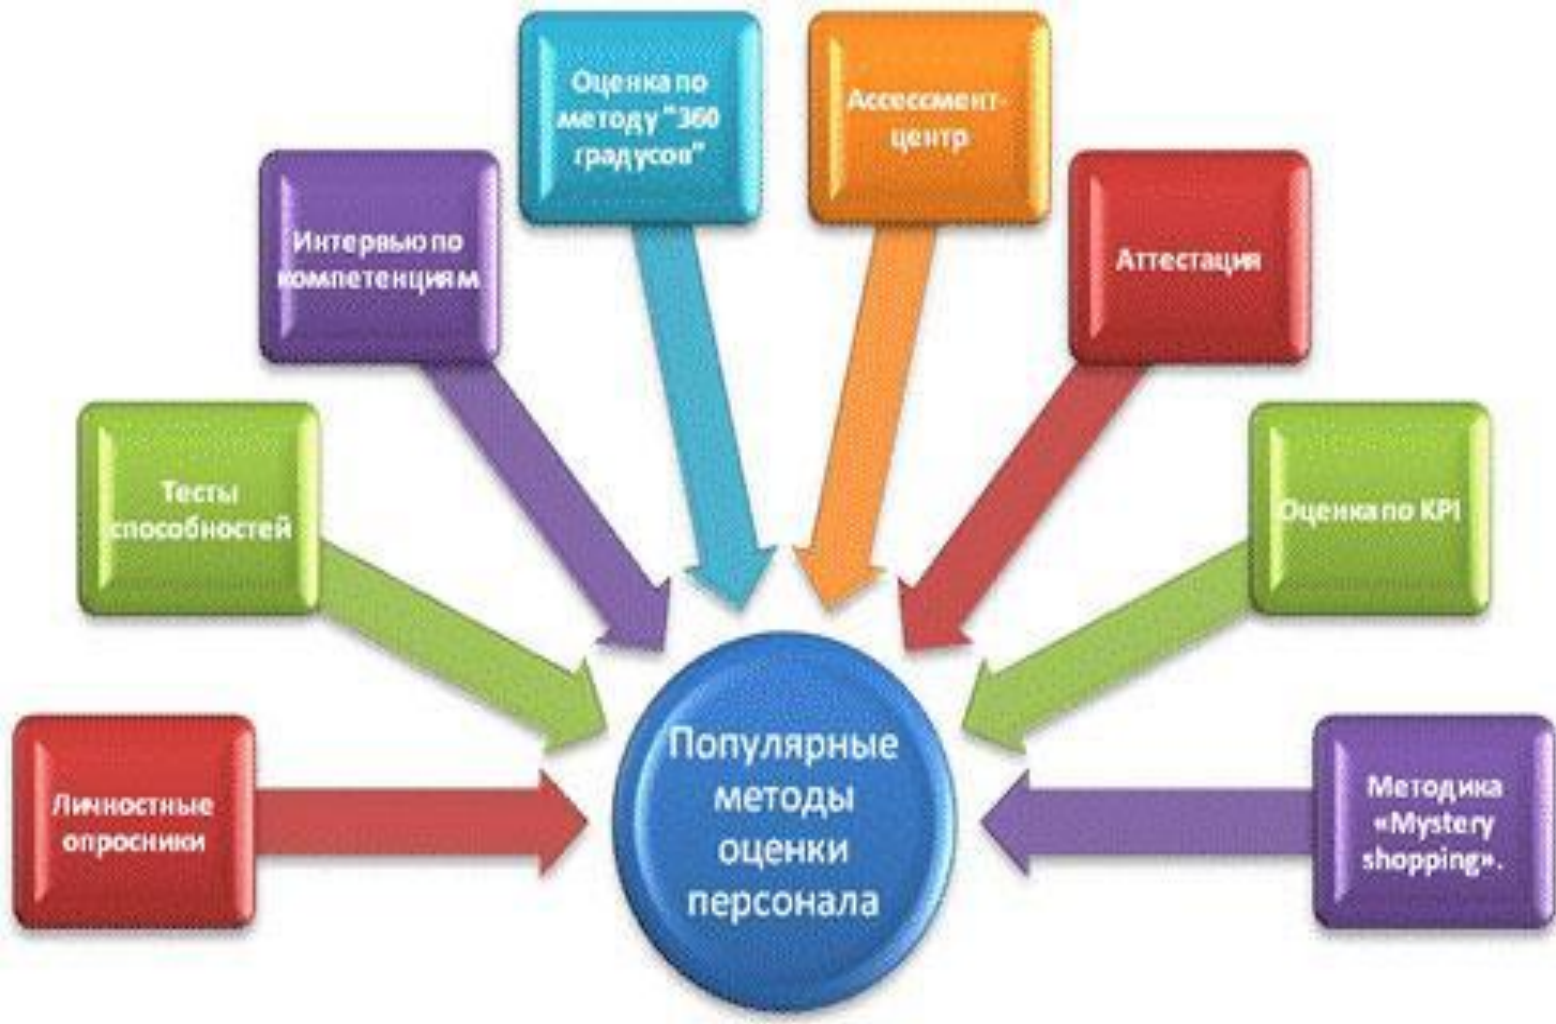 Оценка по
методу "360
градусов"
Ассессмент-
центр
Интервью по
компетенциям
Аттестация
Тесты
способностей
Оценка по KPI
Личностные
опросники
Популярные
методы
оценки
персонала
Методика
«Mystery
shopping».